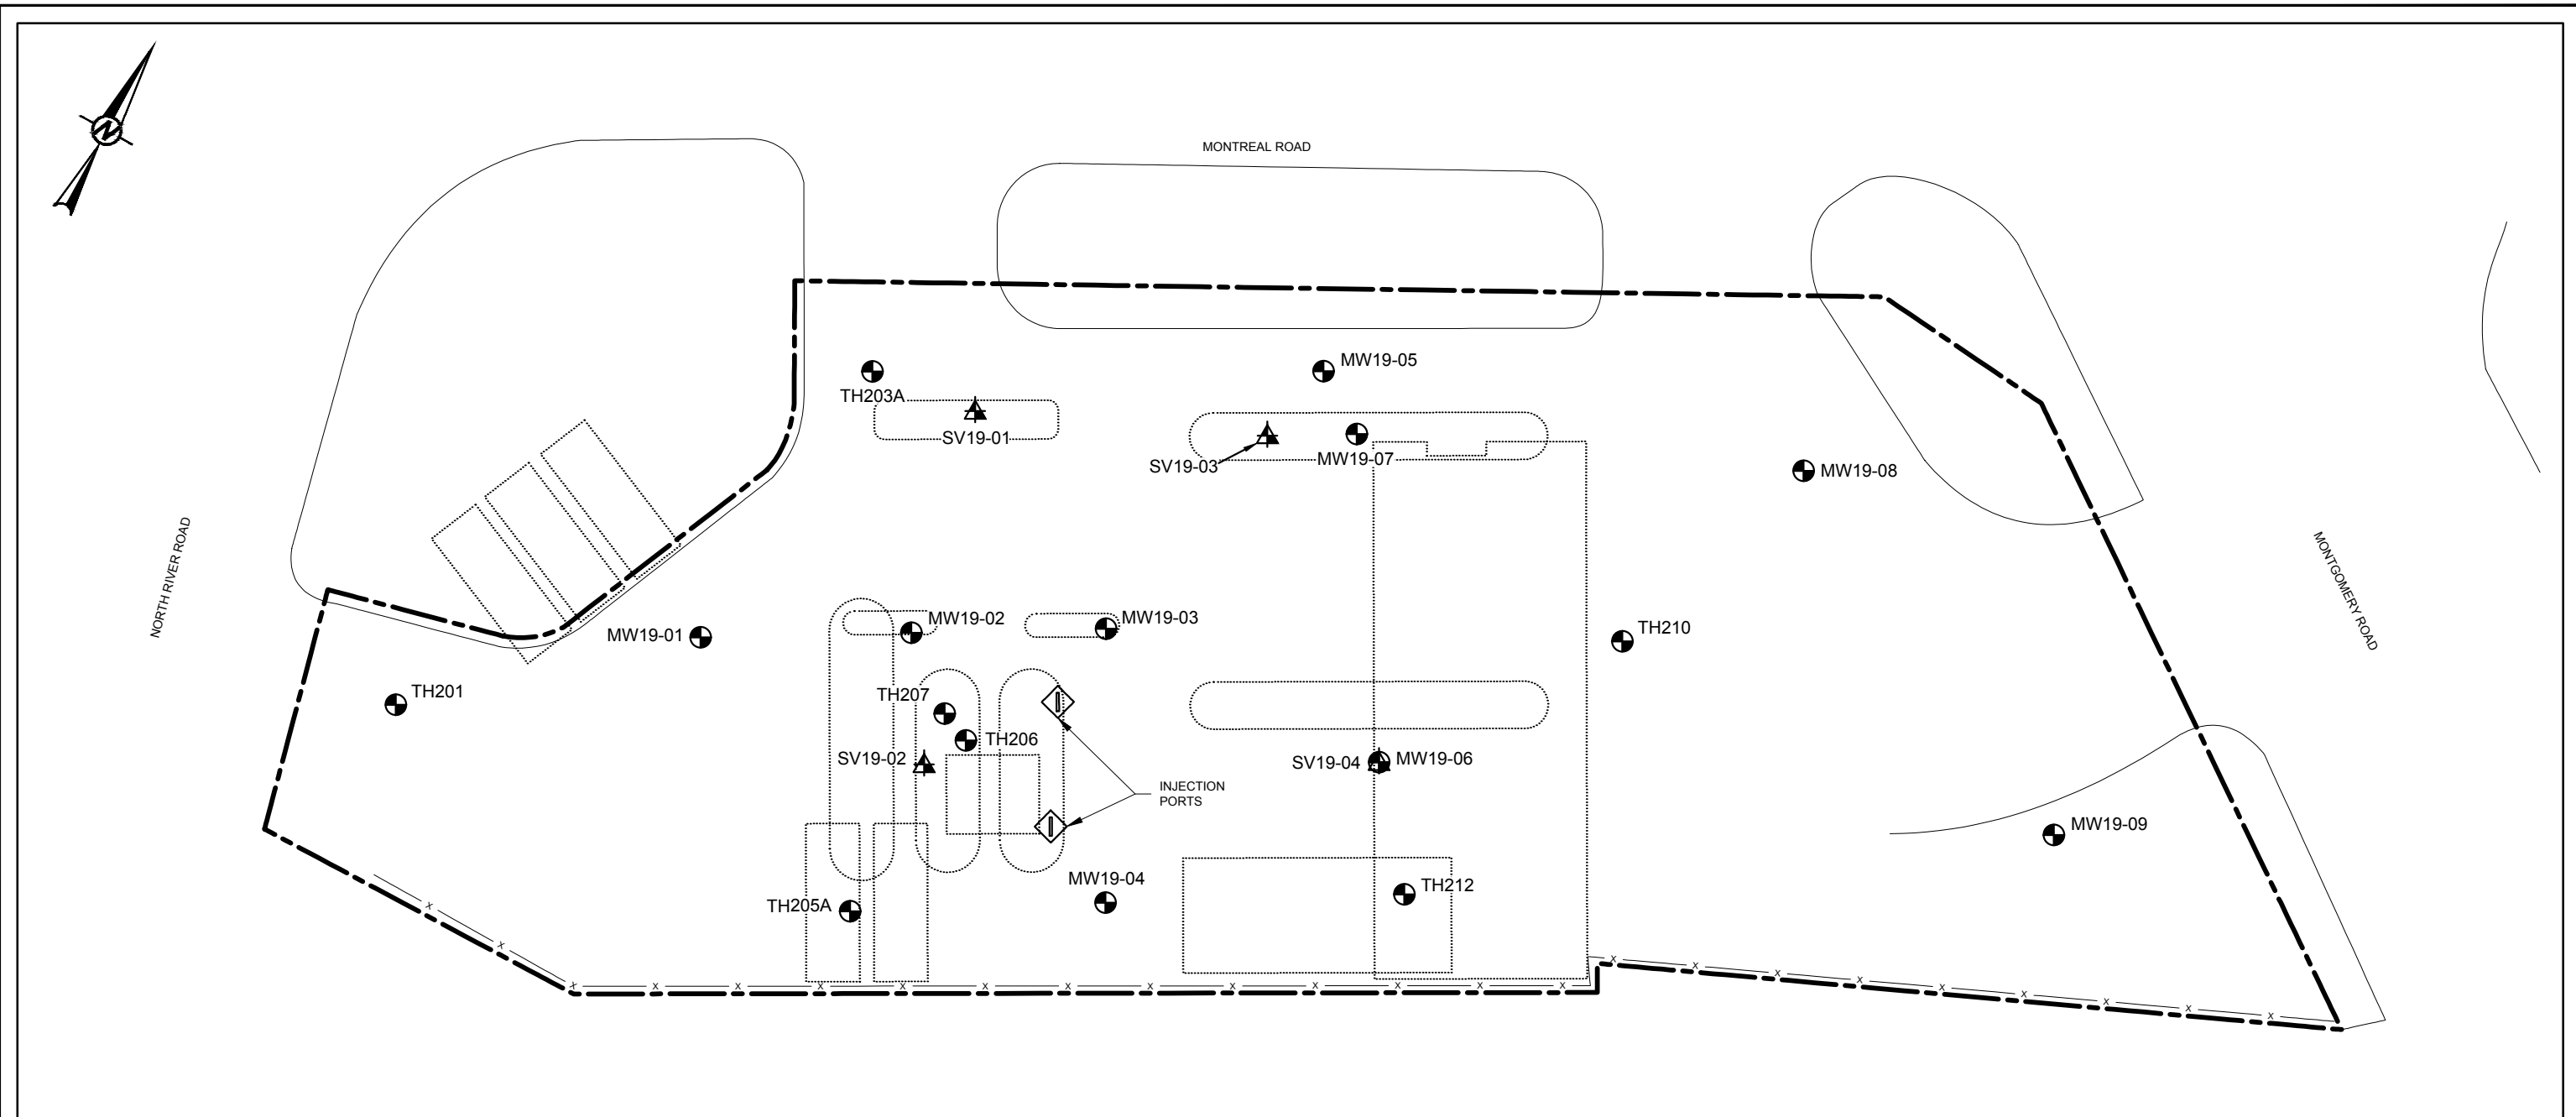 N
MONTREAL ROAD
MW19-05
TH203A
SV19-01
SV19-03
MW19-07
MW19-08
NORTH RIVER ROAD
MONTGOMERY ROAD
MW19-01
MW19-02
MW19-03
TH210
TH201
TH207
TH206
SV19-02
SV19-04
MW19-06
INJECTION
PORTS
MW19-09
MW19-04
TH212
TH205A
x
x
x x x x x x x x x x x x x
x x x x x x x x x